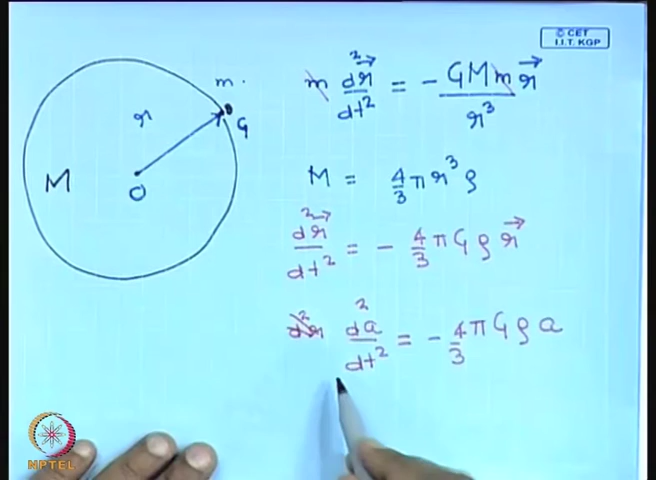 © CET
I.I.T. KGP
m d²r⃗/dt² = - GMm r⃗/r³
m.
r
G
M
O
M = 4/3 π r³ ρ
d²r⃗/dt² = - 4/3 π G ρ r⃗
d²a/dt² = - 4/3 π G ρ a
NPTEL